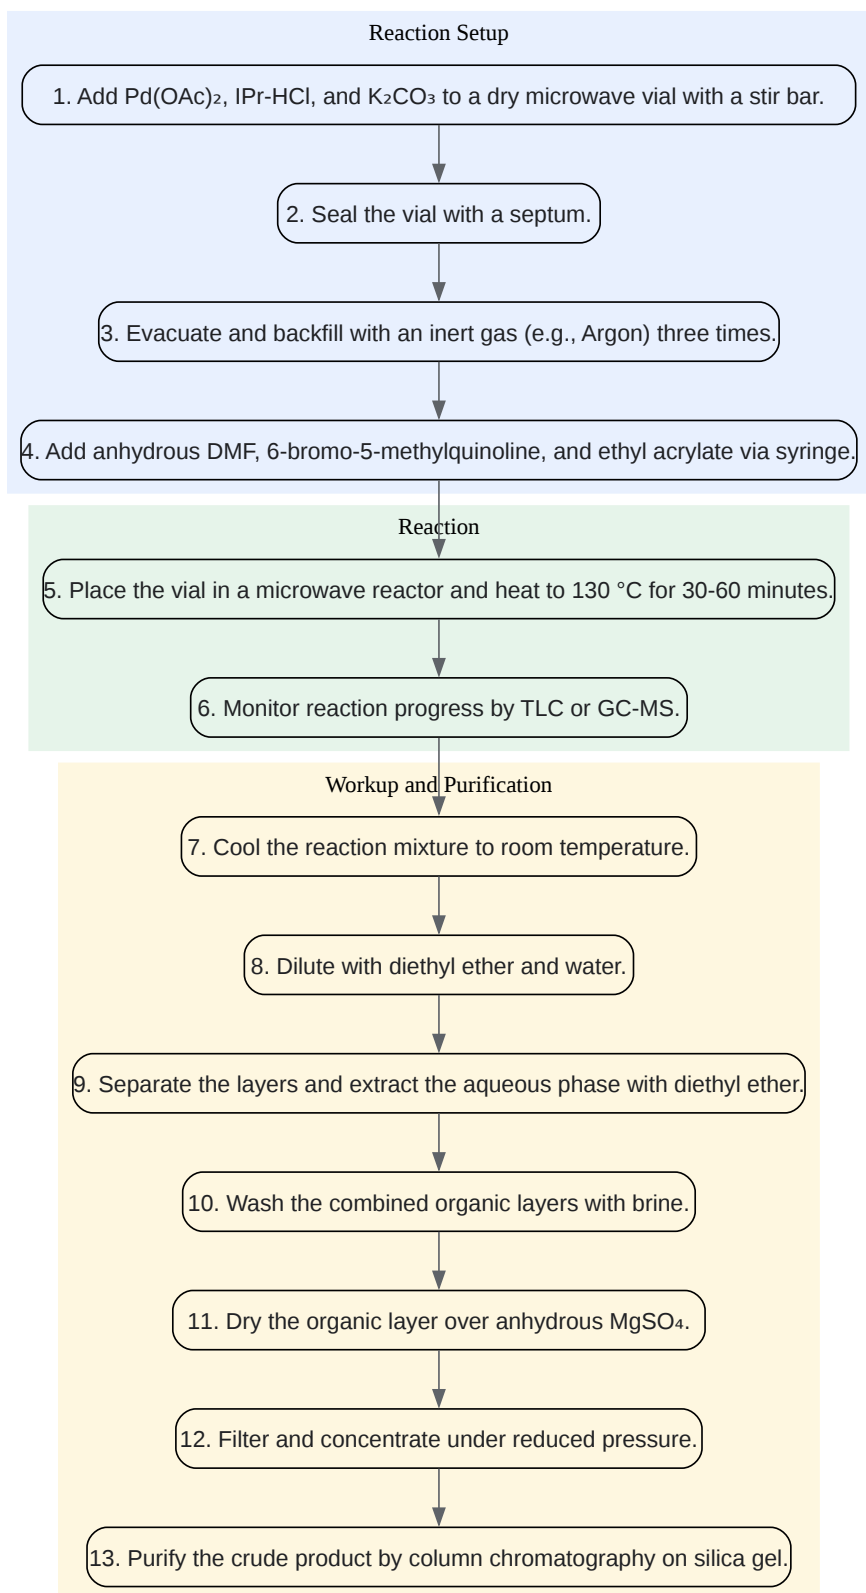 Reaction Setup
1. Add Pd(OAc)₂, IPr-HCl, and K₂CO₃ to a dry microwave vial with a stir bar.
2. Seal the vial with a septum.
3. Evacuate and backfill with an inert gas (e.g., Argon) three times.
4. Add anhydrous DMF, 6-bromo-5-methylquinoline, and ethyl acrylate via syringe.
Reaction
5. Place the vial in a microwave reactor and heat to 130 °C for 30-60 minutes.
6. Monitor reaction progress by TLC or GC-MS.
Workup and Purification
7. Cool the reaction mixture to room temperature.
8. Dilute with diethyl ether and water.
9. Separate the layers and extract the aqueous phase with diethyl ether.
10. Wash the combined organic layers with brine.
11. Dry the organic layer over anhydrous MgSO₄.
12. Filter and concentrate under reduced pressure.
13. Purify the crude product by column chromatography on silica gel.